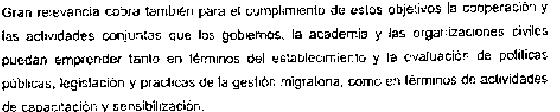 Gran relevancia cobra también para el cumplimiento de estos objetivos la cooperación y
las actividades conjuntas que los gobiernos, la academia y las organizaciones civiles
puedan emprender tanto en términos del establecimiento y la evaluación de políticas
públicas, legislación y prácticas de la gestión migratoria, como en términos de actividades
de capacitación y sensibilización.